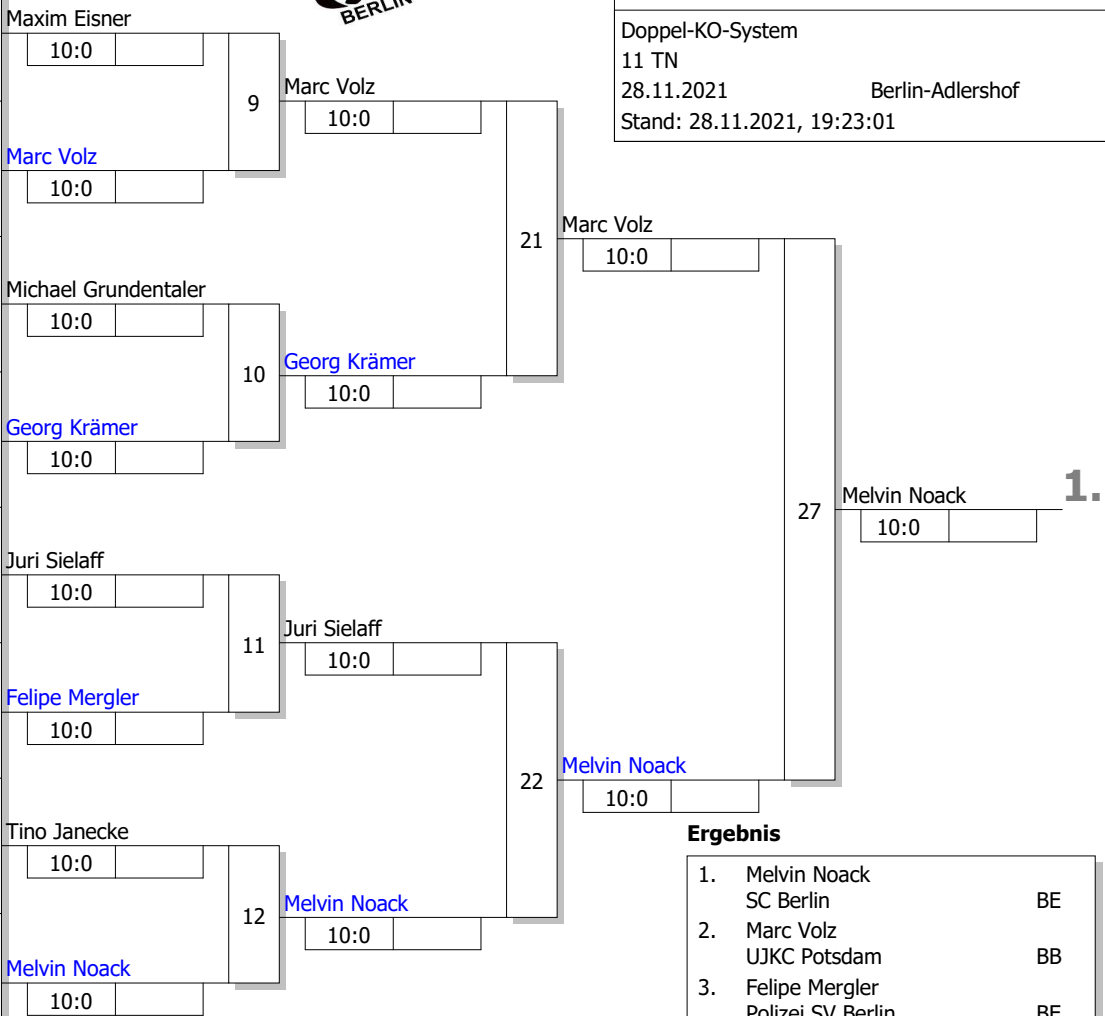 BERLIN
Doppel-KO-System
11 TN
28.11.2021 Berlin-Adlershof
Stand: 28.11.2021, 19:23:01
Maxim Eisner
10:0
9
Marc Volz
10:0
Marc Volz
10:0
21
Marc Volz
10:0
Michael Grundentaler
10:0
10
Georg Krämer
10:0
Georg Krämer
10:0
27
Melvin Noack
10:0
1.
Juri Sielaff
10:0
11
Juri Sielaff
10:0
Felipe Mergler
10:0
22
Melvin Noack
10:0
Tino Janecke
10:0
12
Melvin Noack
10:0
Melvin Noack
10:0
Ergebnis
1. Melvin Noack
SC Berlin BE
2. Marc Volz
UJKC Potsdam BB
3. Felipe Mergler
Polizei SV Berlin BE